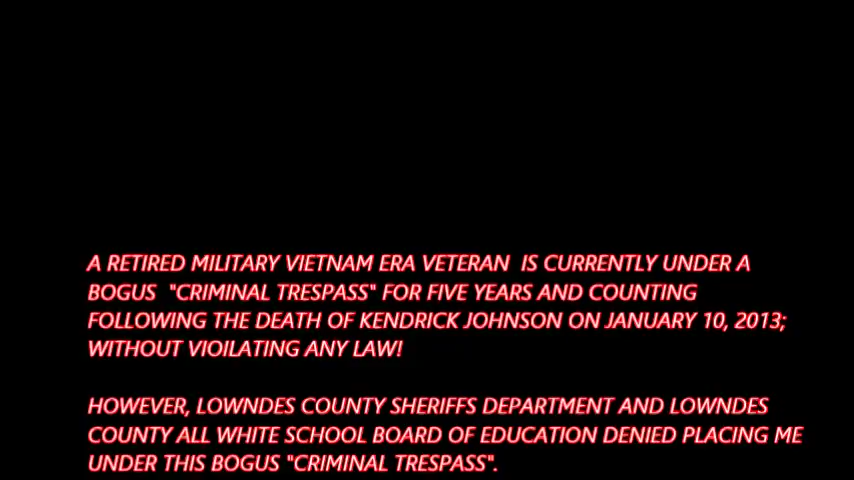 A RETIRED MILITARY VIETNAM ERA VETERAN  IS CURRENTLY UNDER A
BOGUS  "CRIMINAL TRESPASS" FOR FIVE YEARS AND COUNTING
FOLLOWING THE DEATH OF KENDRICK JOHNSON ON JANUARY 10, 2013;
WITHOUT VIOILATING ANY LAW!
HOWEVER, LOWNDES COUNTY SHERIFFS DEPARTMENT AND LOWNDES
COUNTY ALL WHITE SCHOOL BOARD OF EDUCATION DENIED PLACING ME
UNDER THIS BOGUS "CRIMINAL TRESPASS".